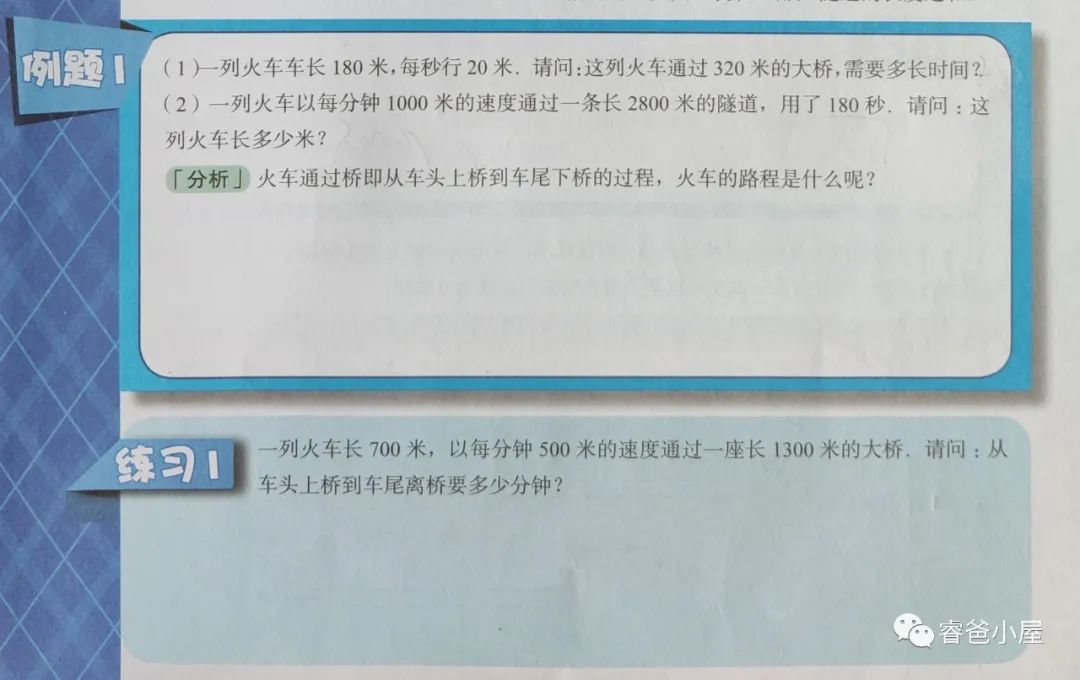 例题1
(1)一列火车车长 180 米,每秒行 20 米. 请问:这列火车通过 320 米的大桥,需要多长时间?
(2) 一列火车以每分钟 1000 米的速度通过一条长 2800 米的隧道,用了 180 秒. 请问:这
列火车长多少米?
「分析」火车通过桥即从车头上桥到车尾下桥的过程,火车的路程是什么呢?
练习1
一列火车长 700 米,以每分钟 500 米的速度通过一座长 1300 米的大桥. 请问:从
车头上桥到车尾离桥要多少分钟?
睿爸小屋